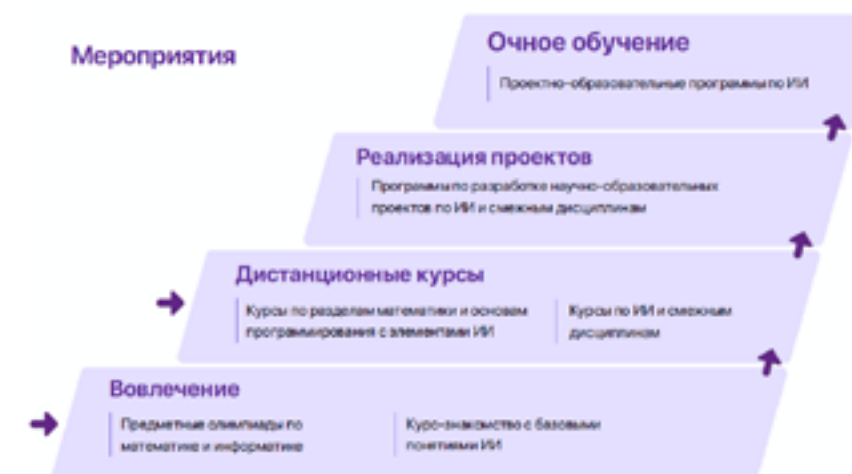 Мероприятия
Очное обучение
Проектно-образовательные программы по ИИ
Реализация проектов
Программы по разработке научно-образовательных
проектов по ИИ и смежным дисциплинам
Дистанционные курсы
Курсы по разделам математики и основам
программирования с элементами ИИ
Курсы по ИИ и смежным
дисциплинам
Вовлечение
Предметные олимпиады по
математике и информатике
Курс-знакомство с базовыми
понятиями ИИ